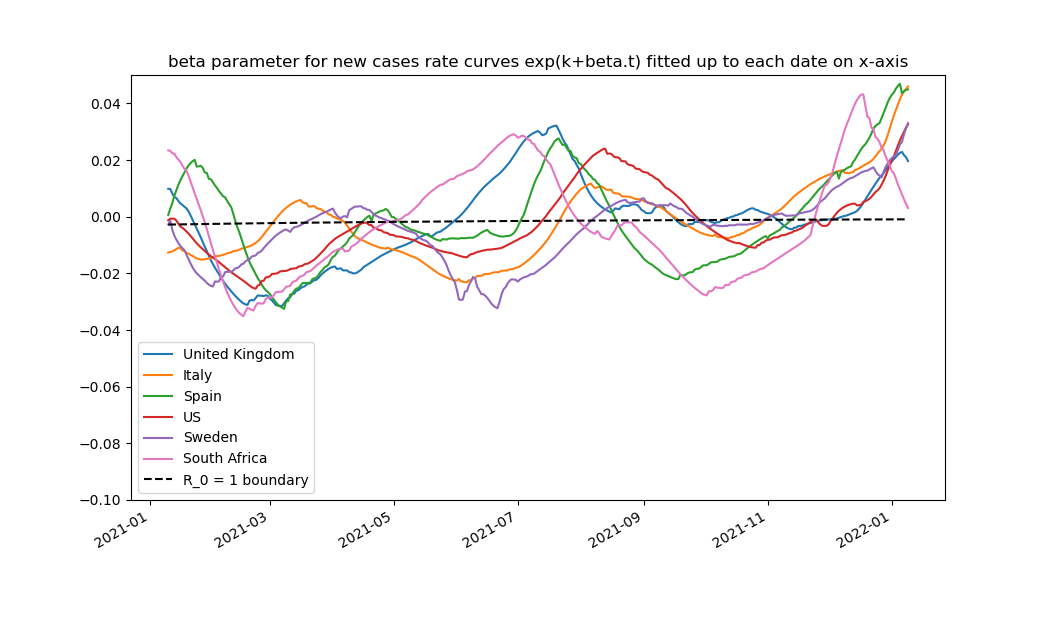 beta parameter for new cases rate curves exp(k+beta.t) fitted up to each date on x-axis
0.04
0.02
0.00
−0.02
−0.04
−0.06
−0.08
−0.10
United Kingdom
Italy
Spain
US
Sweden
South Africa
R_0 = 1 boundary
2021-01
2021-03
2021-05
2021-07
2021-09
2021-11
2022-01